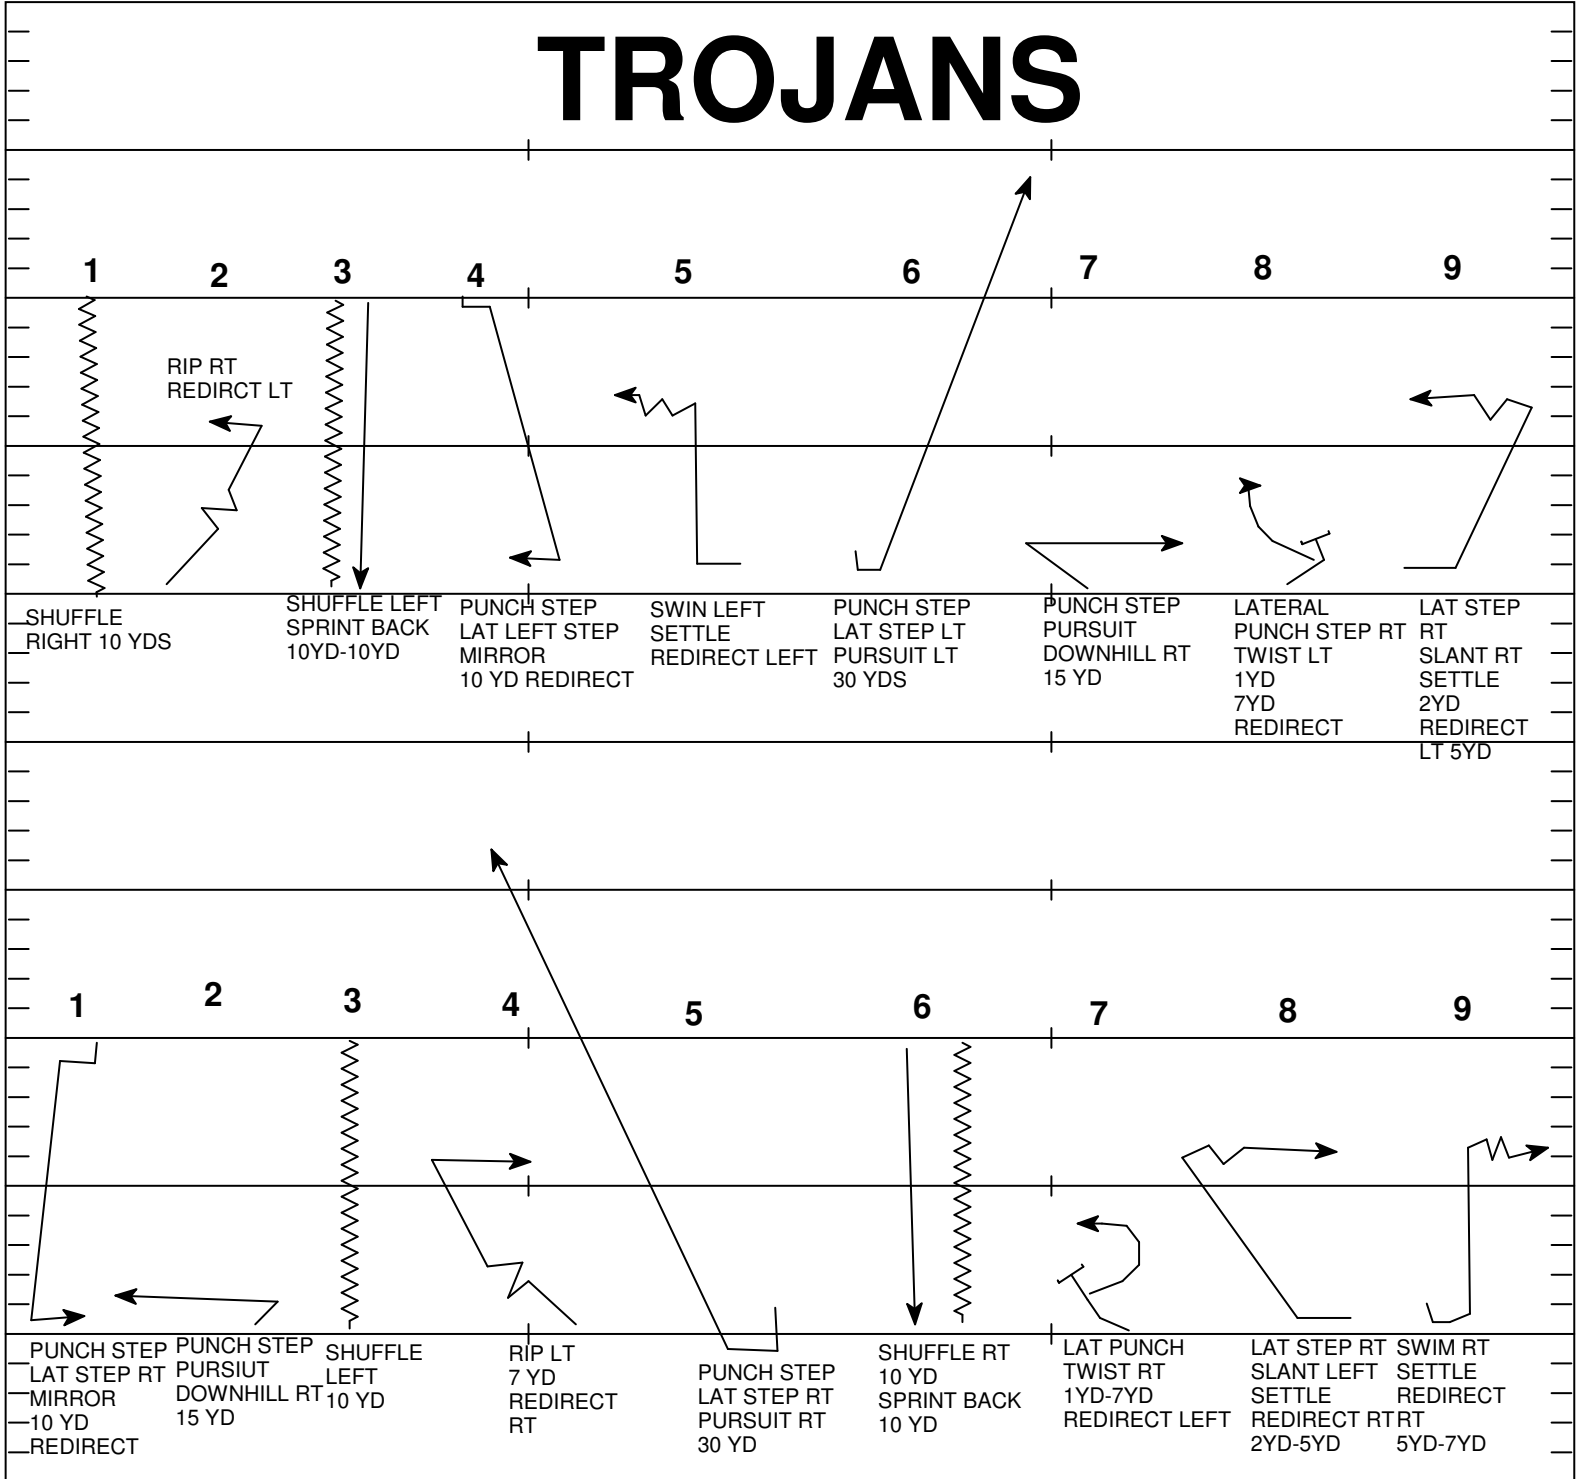 TROJANS
1
2
3
4
5
6
7
8
9
RIP RT
REDIRCT LT
SHUFFLE
RIGHT 10 YDS
SHUFFLE LEFT
SPRINT BACK
10YD-10YD
PUNCH STEP
LAT LEFT STEP
MIRROR
10 YD REDIRECT
SWIN LEFT
SETTLE
REDIRECT LEFT
PUNCH STEP
LAT STEP LT
PURSUIT LT
30 YDS
PUNCH STEP
PURSUIT
DOWNHILL RT
15 YD
LATERAL
PUNCH STEP RT
TWIST LT
1YD
7YD
REDIRECT
LAT STEP
RT
SLANT RT
SETTLE
2YD
REDIRECT
LT 5YD
1
2
3
4
5
6
7
8
9
PUNCH STEP
LAT STEP RT
MIRROR
10 YD
REDIRECT
PUNCH STEP
PURSIUT
DOWNHILL RT
15 YD
SHUFFLE
LEFT
10 YD
RIP LT
7 YD
REDIRECT
RT
PUNCH STEP
LAT STEP RT
PURSUIT RT
30 YD
SHUFFLE RT
10 YD
SPRINT BACK
10 YD
LAT PUNCH
TWIST RT
1YD-7YD
REDIRECT LEFT
LAT STEP RT
SLANT LEFT
SETTLE
REDIRECT RT
2YD-5YD
SWIM RT
SETTLE
REDIRECT
RT
5YD-7YD